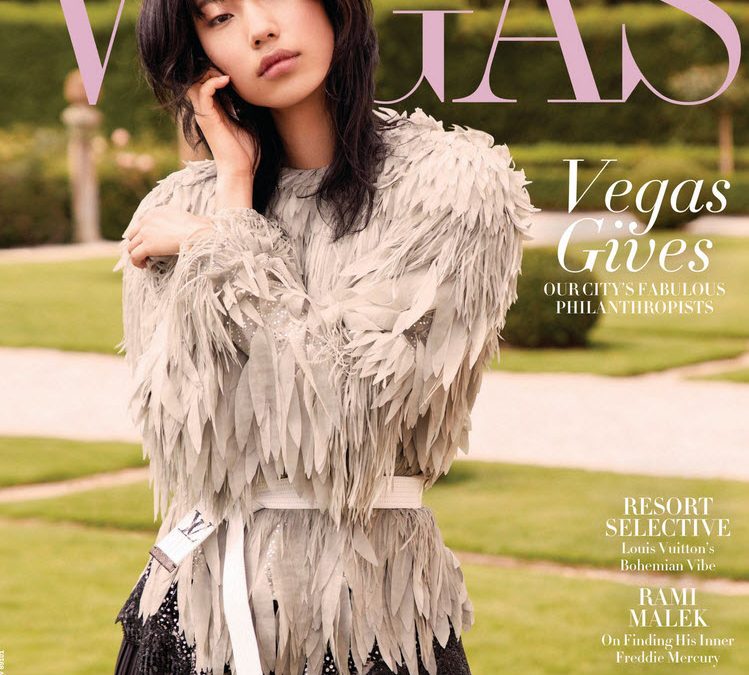 VEGAS
Vegas
Gives
OUR CITY'S FABULOUS
PHILANTHROPISTS
RESORT
SELECTIVE
Louis Vuitton's
Bohemian Vibe
RAMI
MALEK
On Finding His Inner
Freddie Mercury